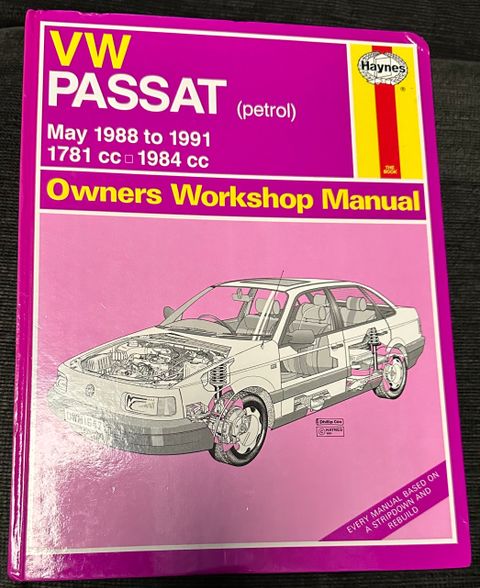 VW
PASSAT (petrol)
May 1988 to 1991
1781 cc □ 1984 cc
Haynes
®
THE
BOOK
Owners Workshop Manual
EVERY MANUAL BASED ON
A STRIPDOWN AND
REBUILD